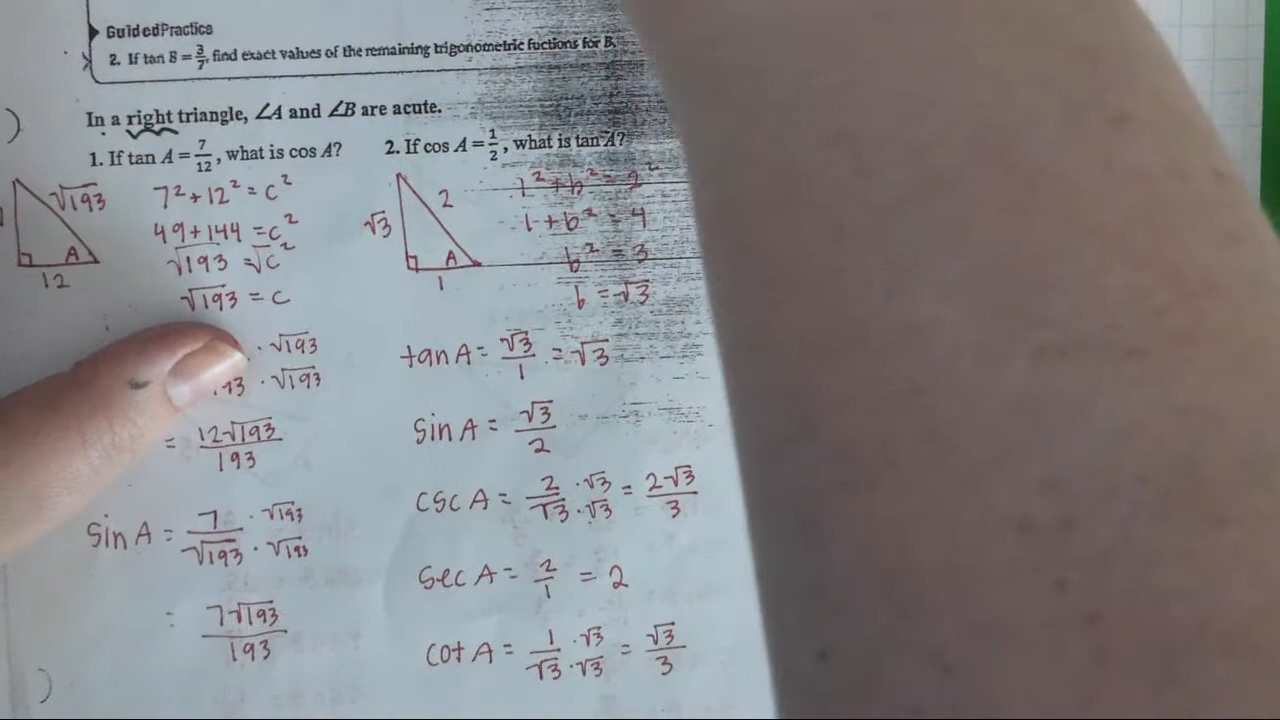 Guided Practice
2. If tan B = 3/7, find exact values of the remaining trigonometric fuctions for B.
In a right triangle, ∠A and ∠B are acute.
1. If tan A = 7/12, what is cos A?
√193
12
A
7² + 12² = c²
49 + 144 = c²
√193 = √c²
√193 = c
· √193
· √193
= 12√193/193
sin A = 7/√193 · √193/√193
= 7√193/193
2. If cos A = 1/2, what is tan A?
√3
2
A
1
1² + b² = 2²
1 + b² = 4
b² = 3
b = √3
tan A = √3/1 = √3
sin A = √3/2
csc A = 2/√3 · √3/√3 = 2√3/3
sec A = 2/1 = 2
cot A = 1/√3 · √3/√3 = √3/3